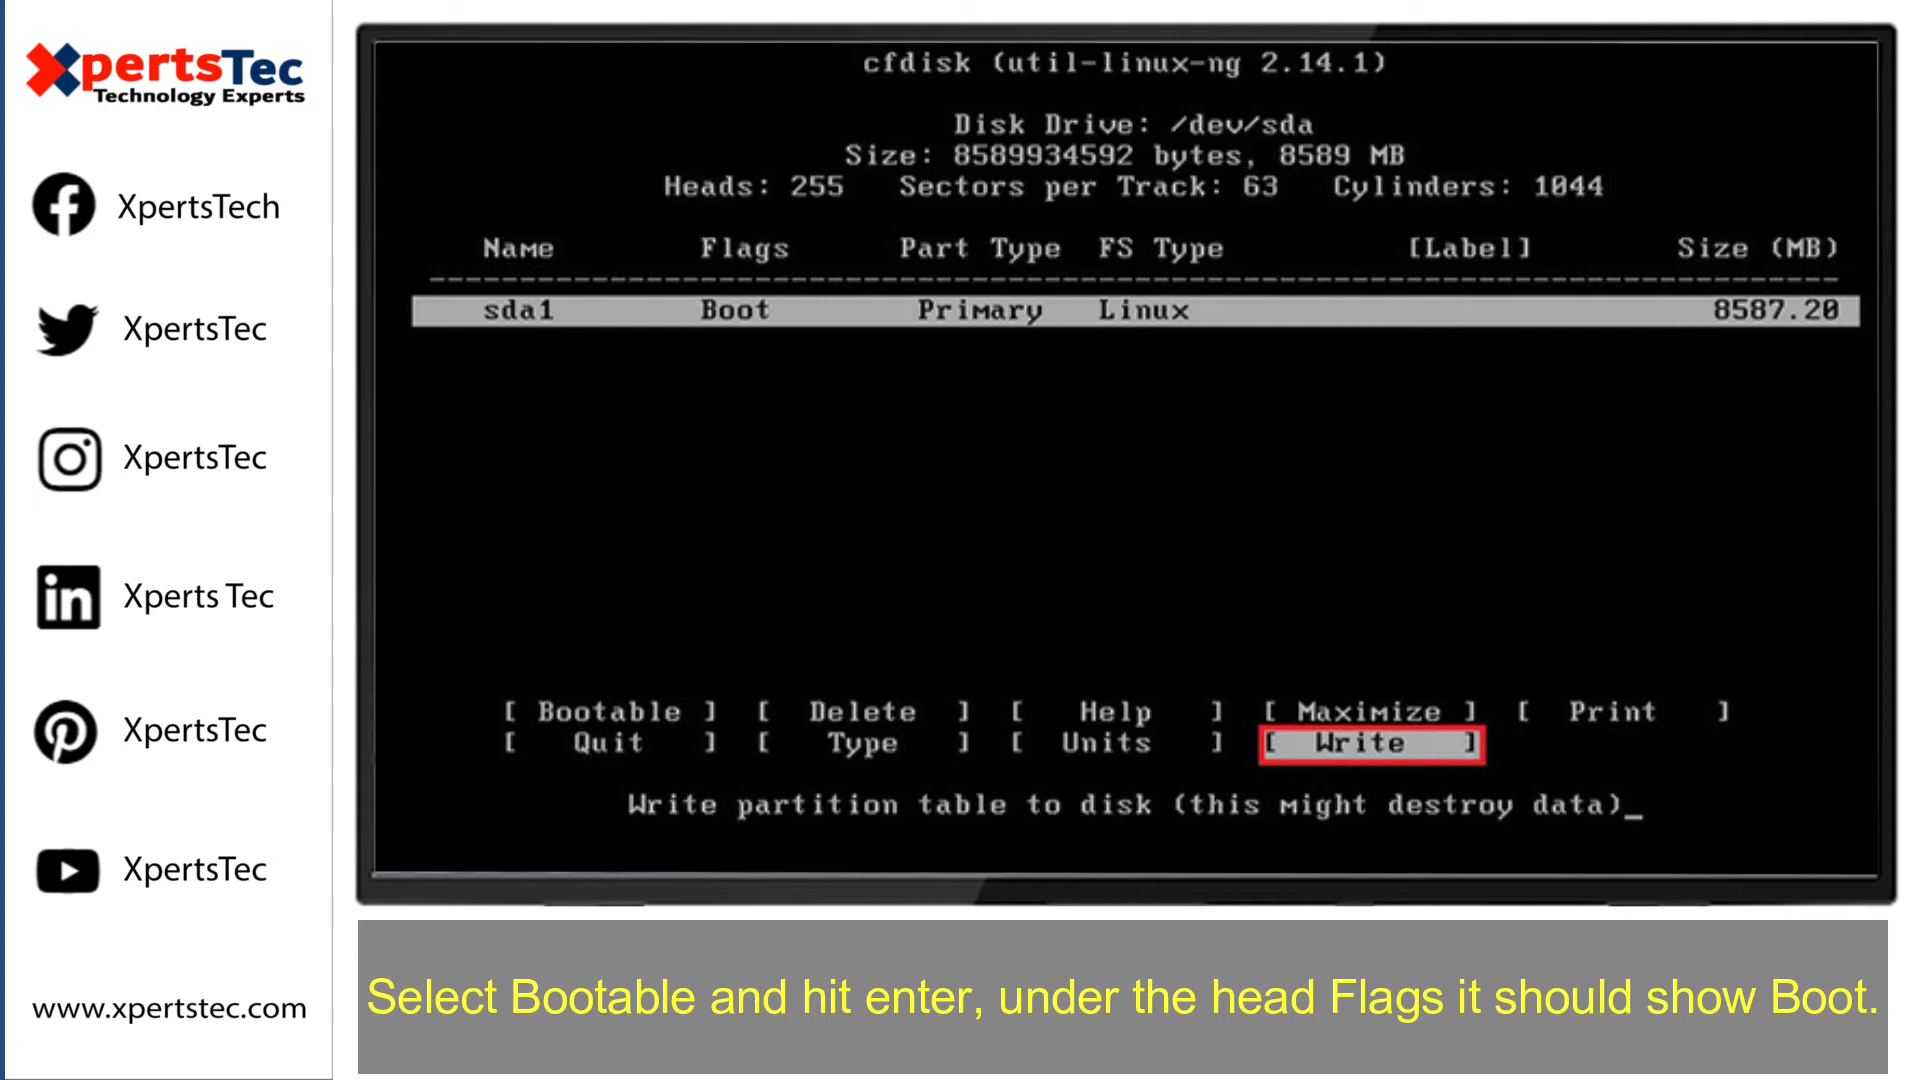 XpertsTec
Technology Experts
XpertsTech
XpertsTec
XpertsTec
Xperts Tec
XpertsTec
XpertsTec
www.xpertstec.com
cfdisk (util-linux-ng 2.14.1)
Disk Drive: /dev/sda
Size: 8589934592 bytes, 8589 MB
Heads: 255 Sectors per Track: 63 Cylinders: 1044
Name Flags Part Type FS Type [Label] Size (MB)
sda1 Boot Primary Linux 8587.20
[ Bootable ] [ Delete ] [ Help ] [ Maximize ] [ Print ]
[ Quit ] [ Type ] [ Units ] [ Write ]
Write partition table to disk (this might destroy data)_
Select Bootable and hit enter, under the head Flags it should show Boot.